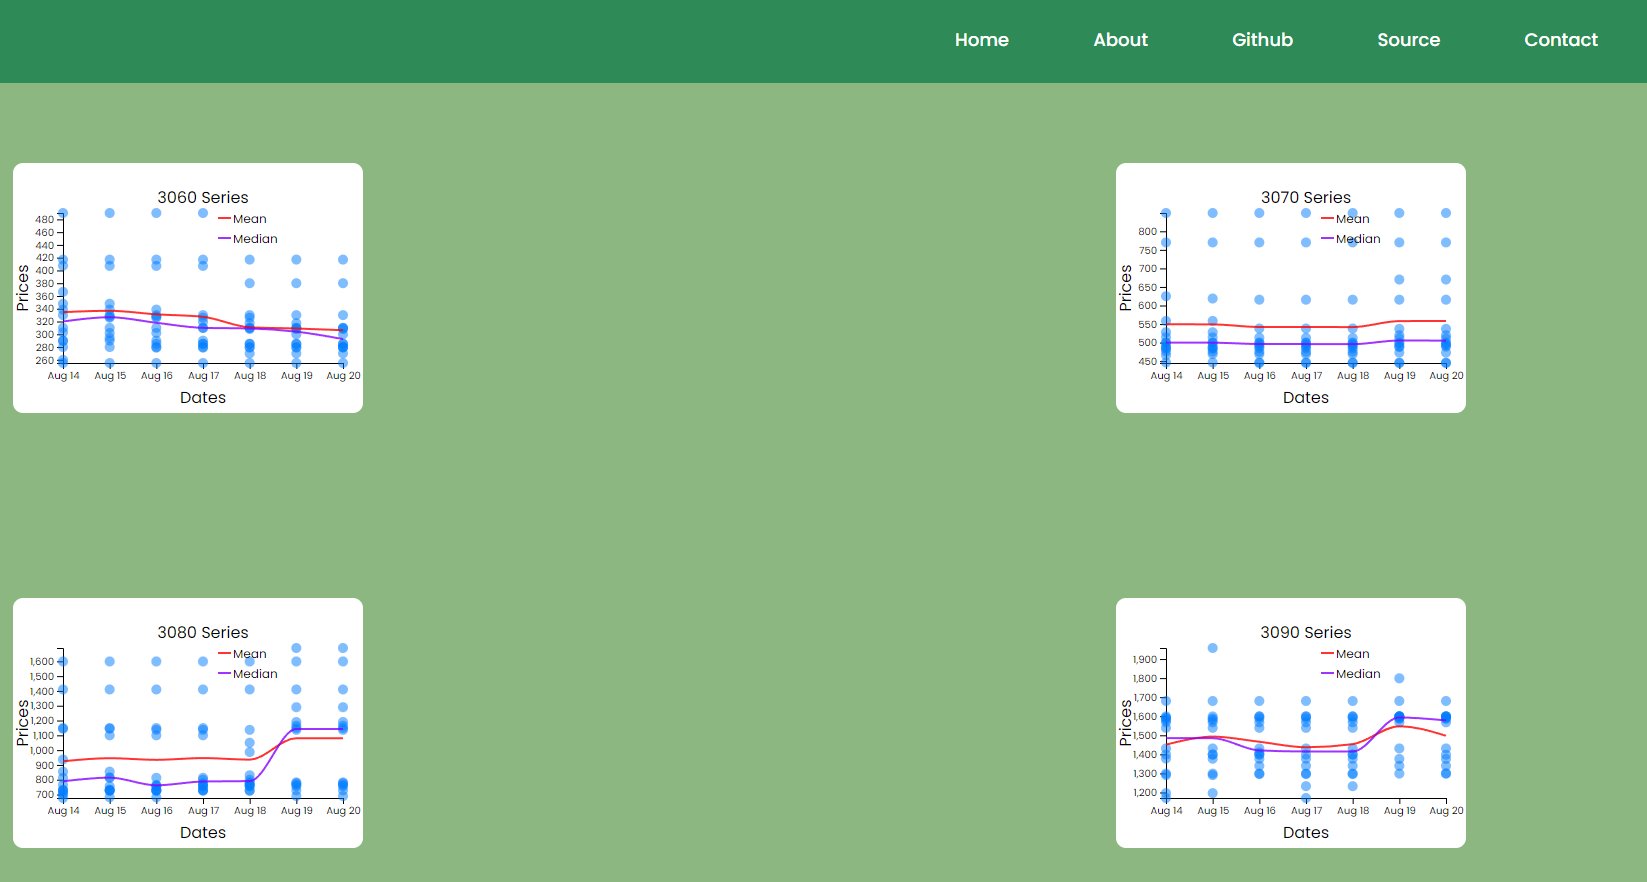 Home About Github Source Contact
3060 Series
Mean
Median
480
460
440
420
400
380
360
340
320
300
280
260
Prices
Aug 14 Aug 15 Aug 16 Aug 17 Aug 18 Aug 19 Aug 20
Dates
3070 Series
Mean
Median
800
750
700
650
600
550
500
450
Prices
Aug 14 Aug 15 Aug 16 Aug 17 Aug 18 Aug 19 Aug 20
Dates
3080 Series
Mean
Median
1,600
1,500
1,400
1,300
1,200
1,100
1,000
900
800
700
Prices
Aug 14 Aug 15 Aug 16 Aug 17 Aug 18 Aug 19 Aug 20
Dates
3090 Series
Mean
Median
1,900
1,800
1,700
1,600
1,500
1,400
1,300
1,200
Prices
Aug 14 Aug 15 Aug 16 Aug 17 Aug 18 Aug 19 Aug 20
Dates